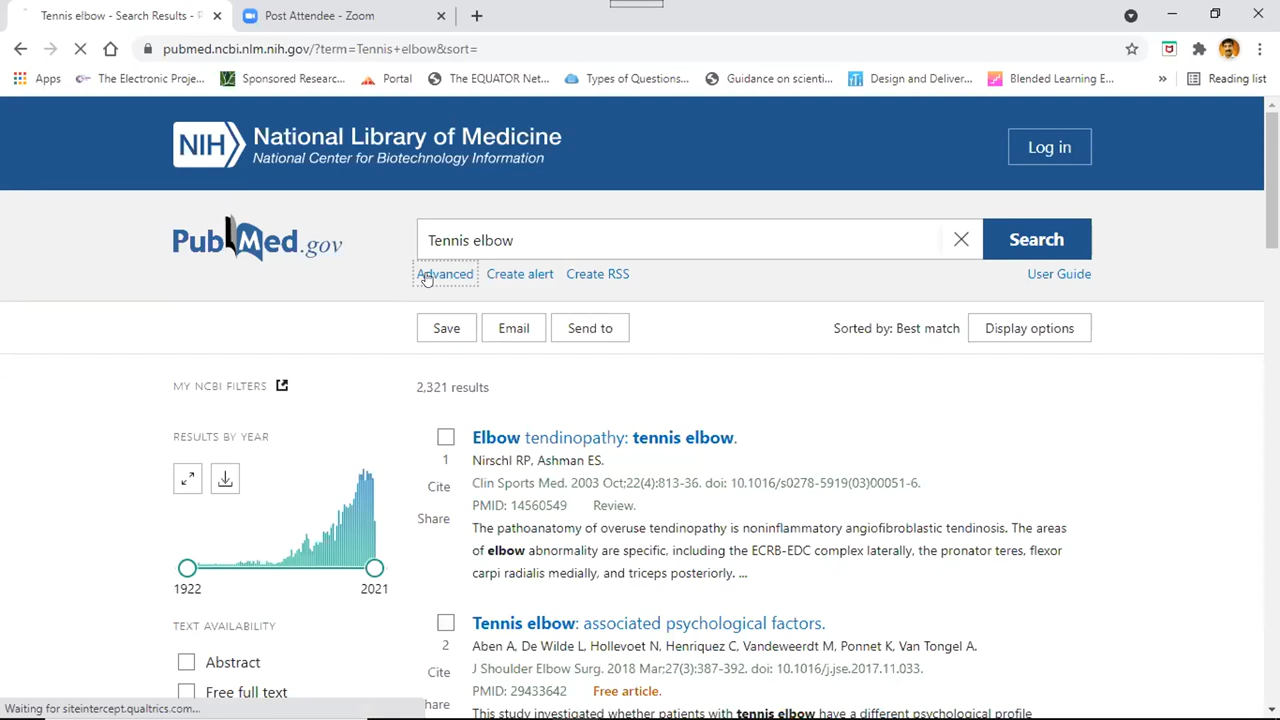 Tennis elbow - Search Results - P
Post Attendee - Zoom
pubmed.ncbi.nlm.nih.gov/?term=Tennis+elbow&sort=
Apps
The Electronic Proje...
Sponsored Researc...
Portal
The EQUATOR Net...
Types of Questions...
Guidance on scienti...
Design and Deliver...
Blended Learning E...
»
Reading list
NIH
National Library of Medicine
National Center for Biotechnology Information
Log in
PubMed.gov
Tennis elbow
Search
Advanced
Create alert
Create RSS
User Guide
Save
Email
Send to
Sorted by: Best match
Display options
MY NCBI FILTERS
2,321 results
RESULTS BY YEAR
1922
2021
TEXT AVAILABILITY
Abstract
Free full text
Elbow tendinopathy: tennis elbow.
1
Nirschl RP, Ashman ES.
Cite
Clin Sports Med. 2003 Oct;22(4):813-36. doi: 10.1016/s0278-5919(03)00051-6.
PMID: 14560549 Review.
Share
The pathoanatomy of overuse tendinopathy is noninflammatory angiofibroblastic tendinosis. The areas
of elbow abnormality are specific, including the ECRB-EDC complex laterally, the pronator teres, flexor
carpi radialis medially, and triceps posteriorly. ...
Tennis elbow: associated psychological factors.
2
Aben A, De Wilde L, Hollevoet N, Henriquez C, Vandeweerdt M, Ponnet K, Van Tongel A.
Cite
J Shoulder Elbow Surg. 2018 Mar;27(3):387-392. doi: 10.1016/j.jse.2017.11.033.
PMID: 29433642 Free article.
hare
This study investigated whether patients with tennis elbow have a different psychological profile
Waiting for siteintercept.qualtrics.com...